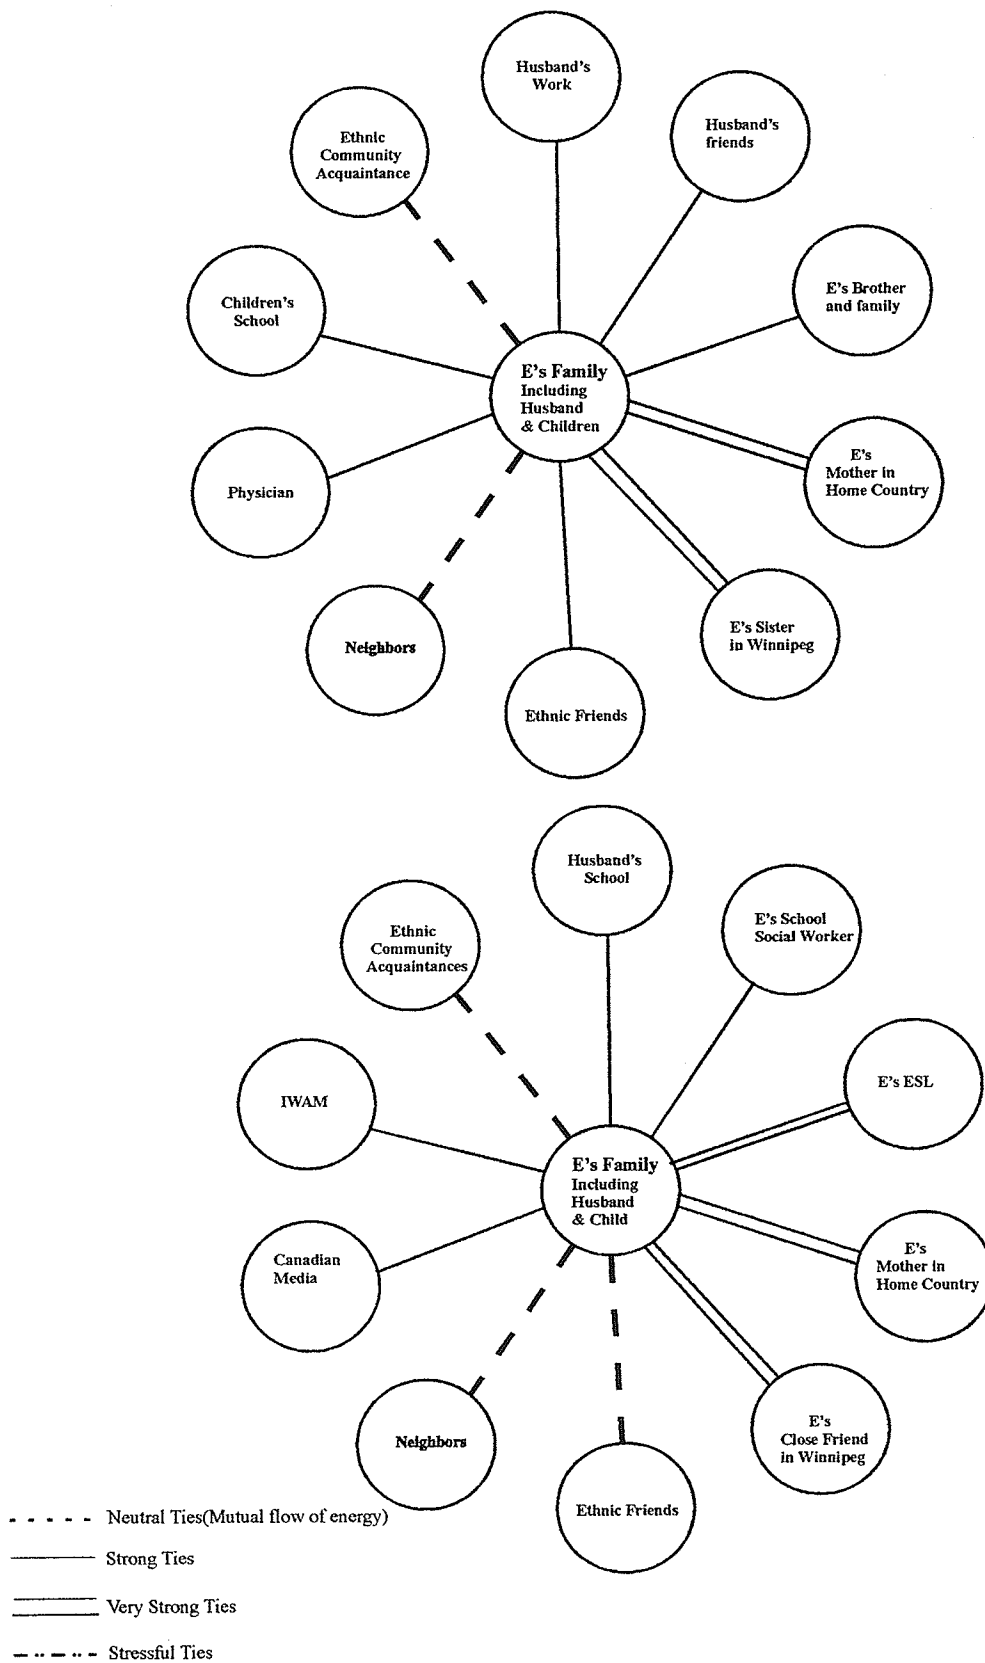 Husband's
Work
Husband's
friends
Ethnic
Community
Acquaintance
E's Brother
and family
Children's
School
E's Family
Including
Husband
& Children
E's
Mother in
Home Country
Physician
E's Sister
in Winnipeg
Neighbors
Ethnic Friends
Husband's
School
E's School
Social Worker
Ethnic
Community
Acquaintances
E's ESL
IWAM
E's Family
Including
Husband
& Child
E's
Mother in
Home Country
Canadian
Media
E's
Close Friend
in Winnipeg
Neighbors
Ethnic Friends
Neutral Ties(Mutual flow of energy)
Strong Ties
Very Strong Ties
Stressful Ties